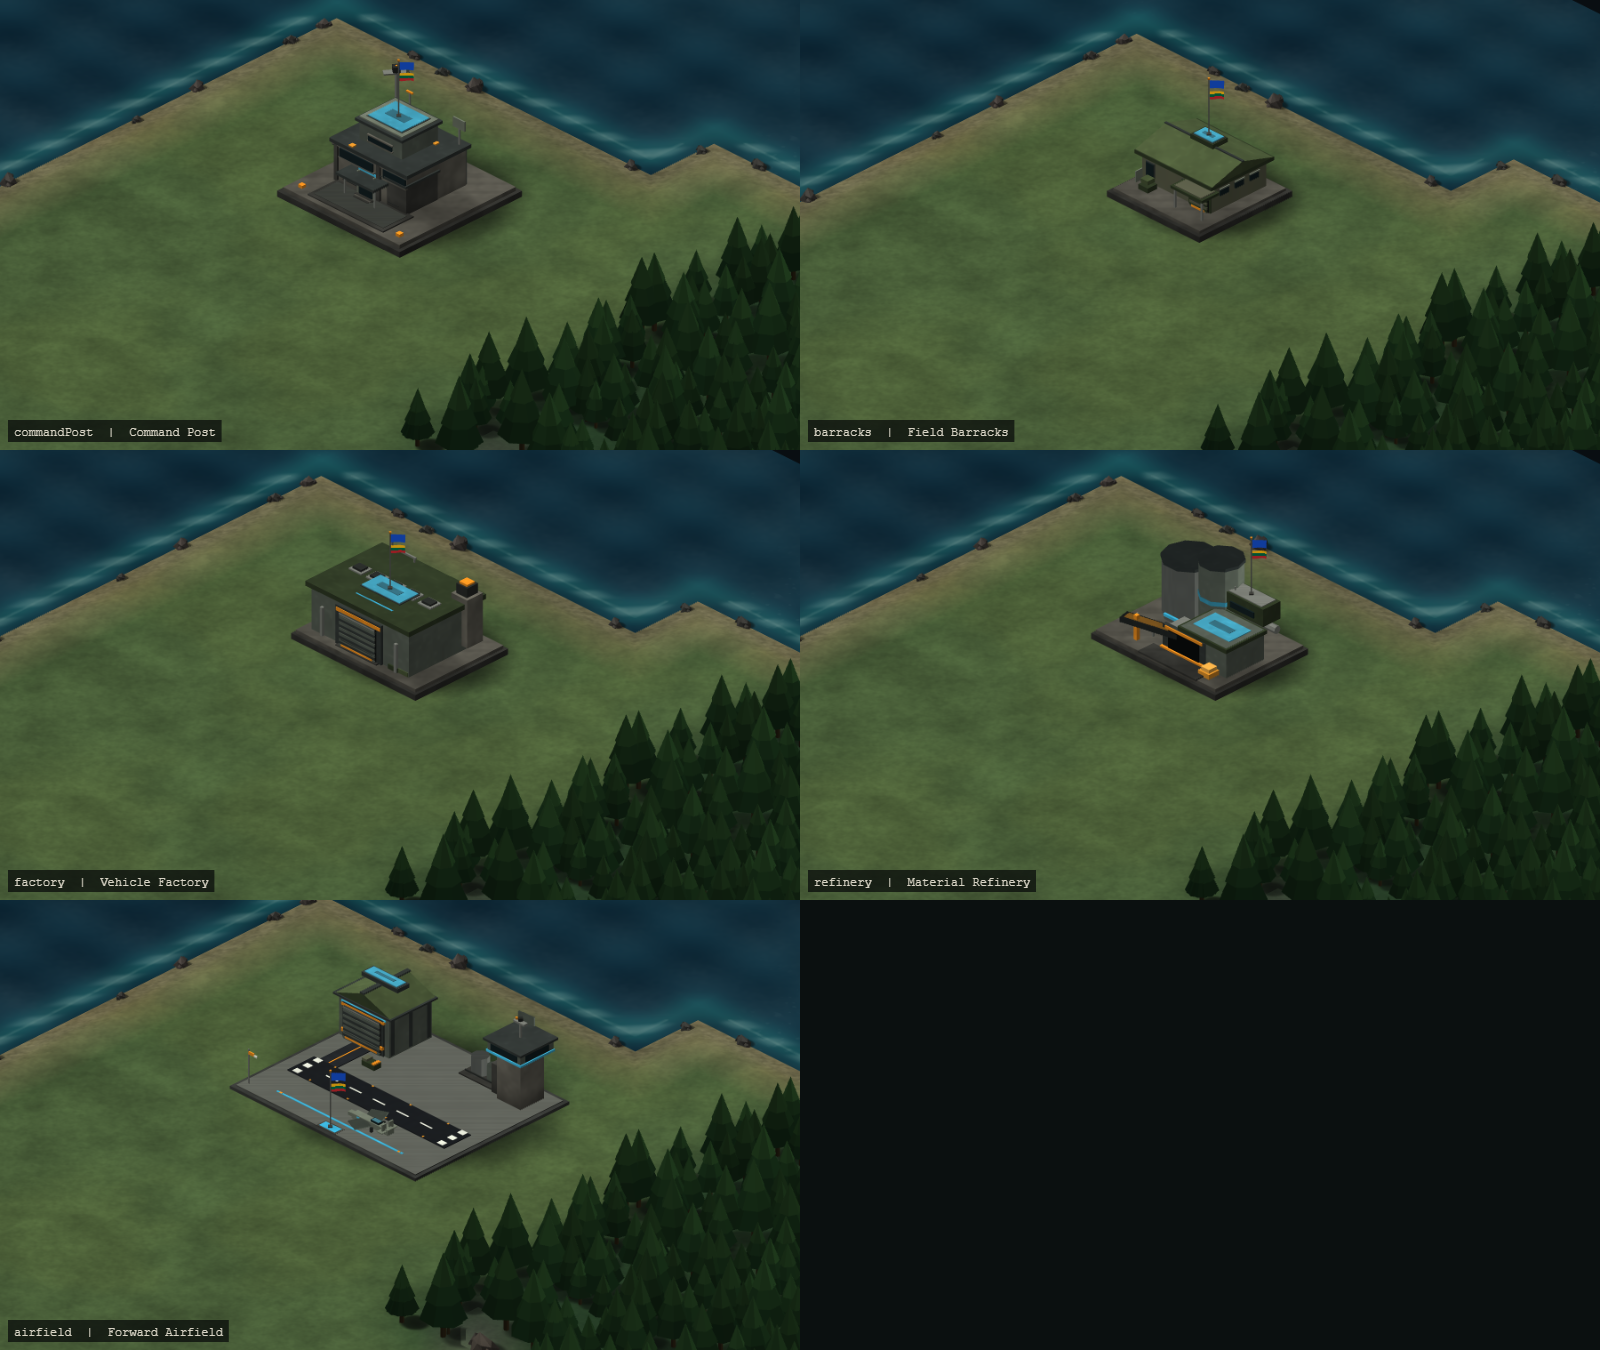 commandPost | Command Post
barracks | Field Barracks
factory | Vehicle Factory
refinery | Material Refinery
airfield | Forward Airfield